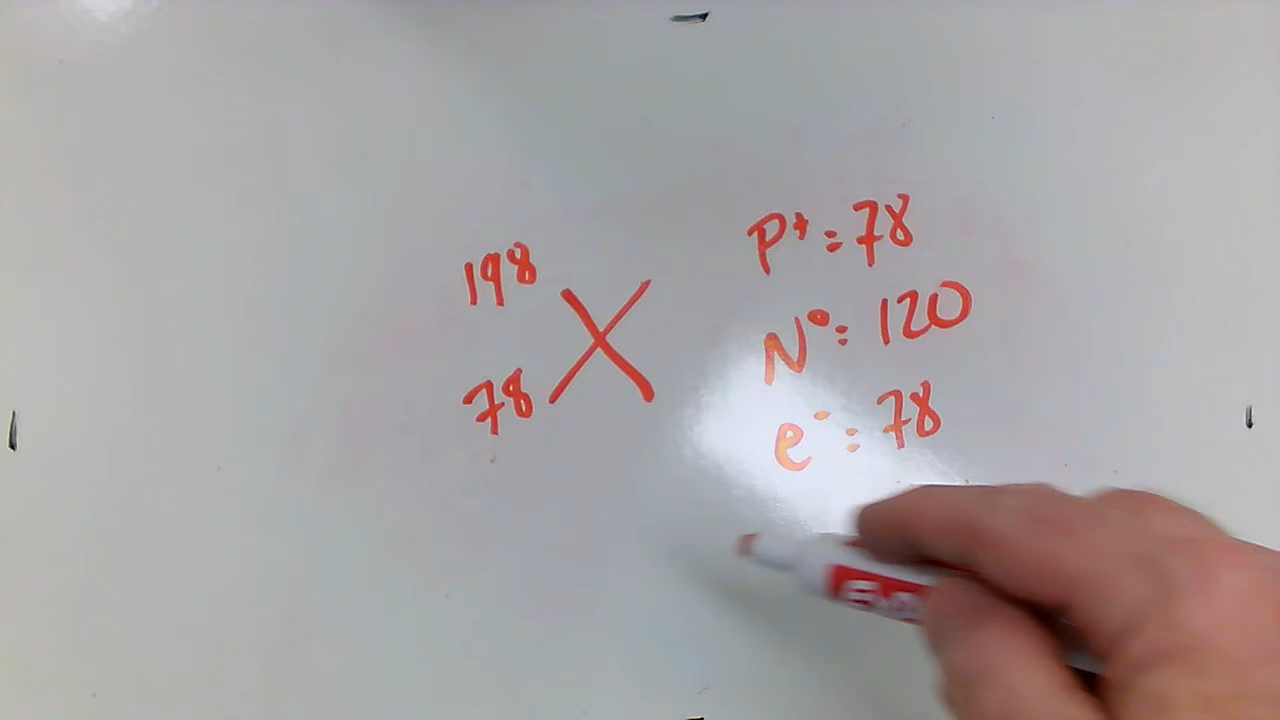 198
78 X
P+ = 78
N° = 120
e- = 78